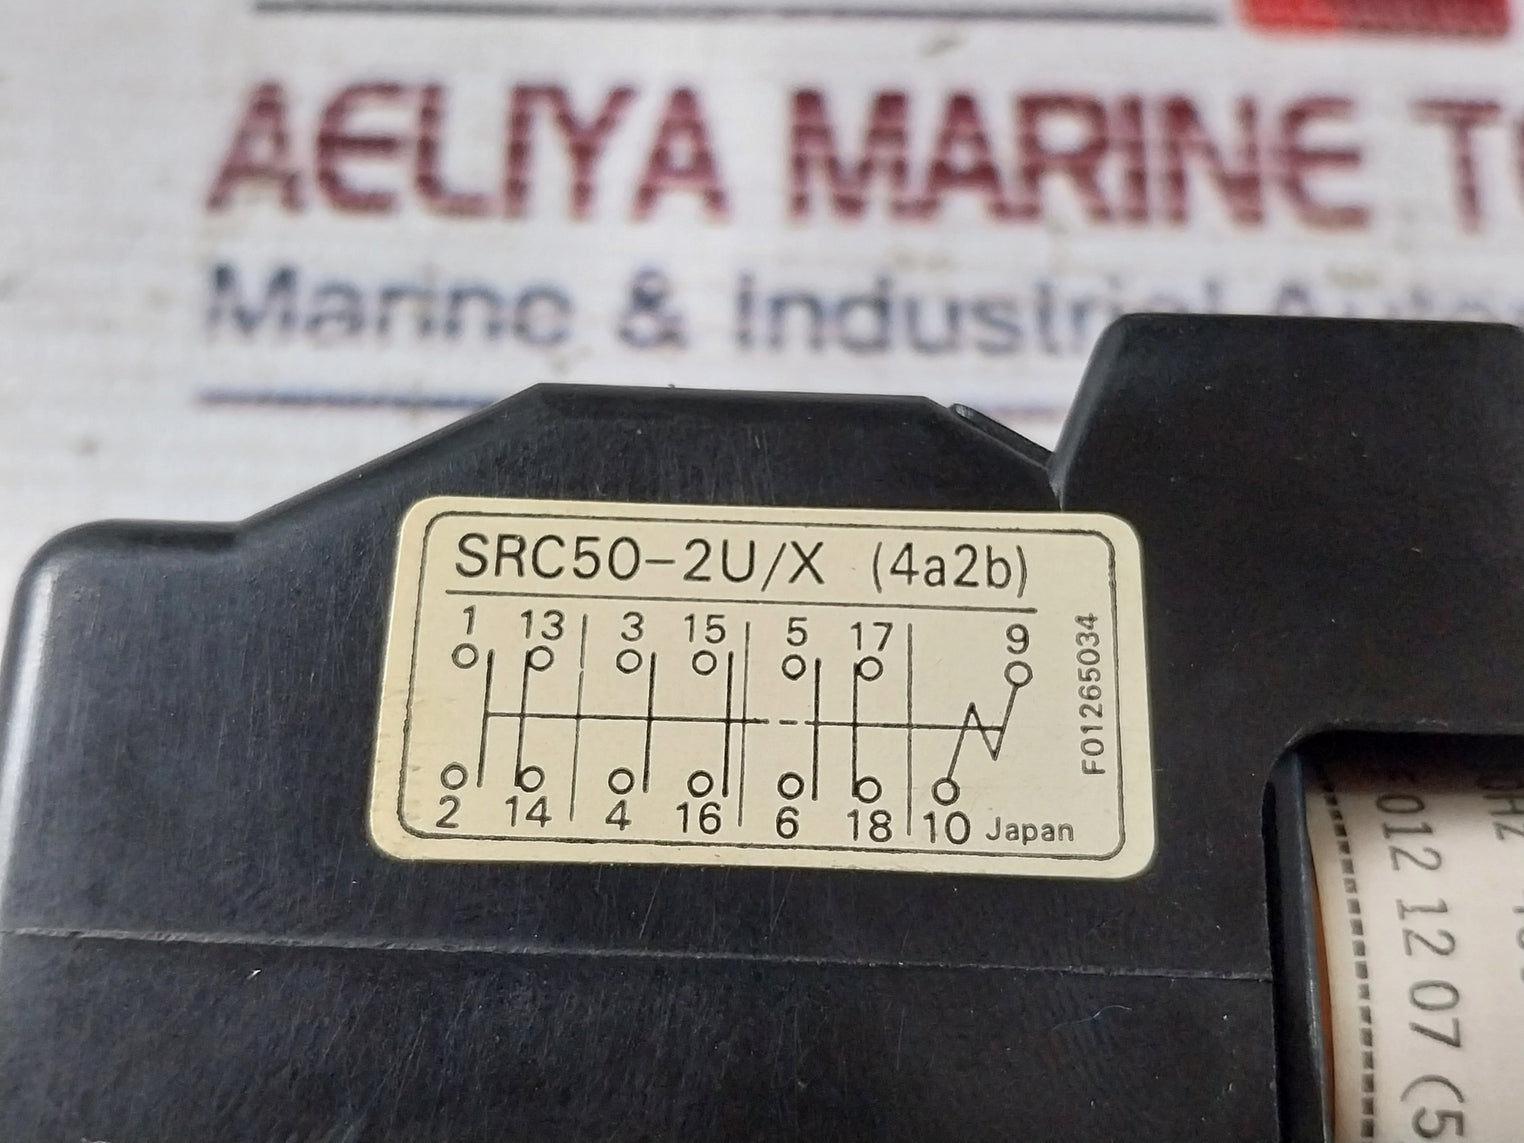 AELIYA MARINE
Marine & Industrial
SRC50-2U/X (4a2b)
1 13 3 15 5 17 9
2 14 4 16 6 18 10 Japan
F01265034
012 12 07 (5